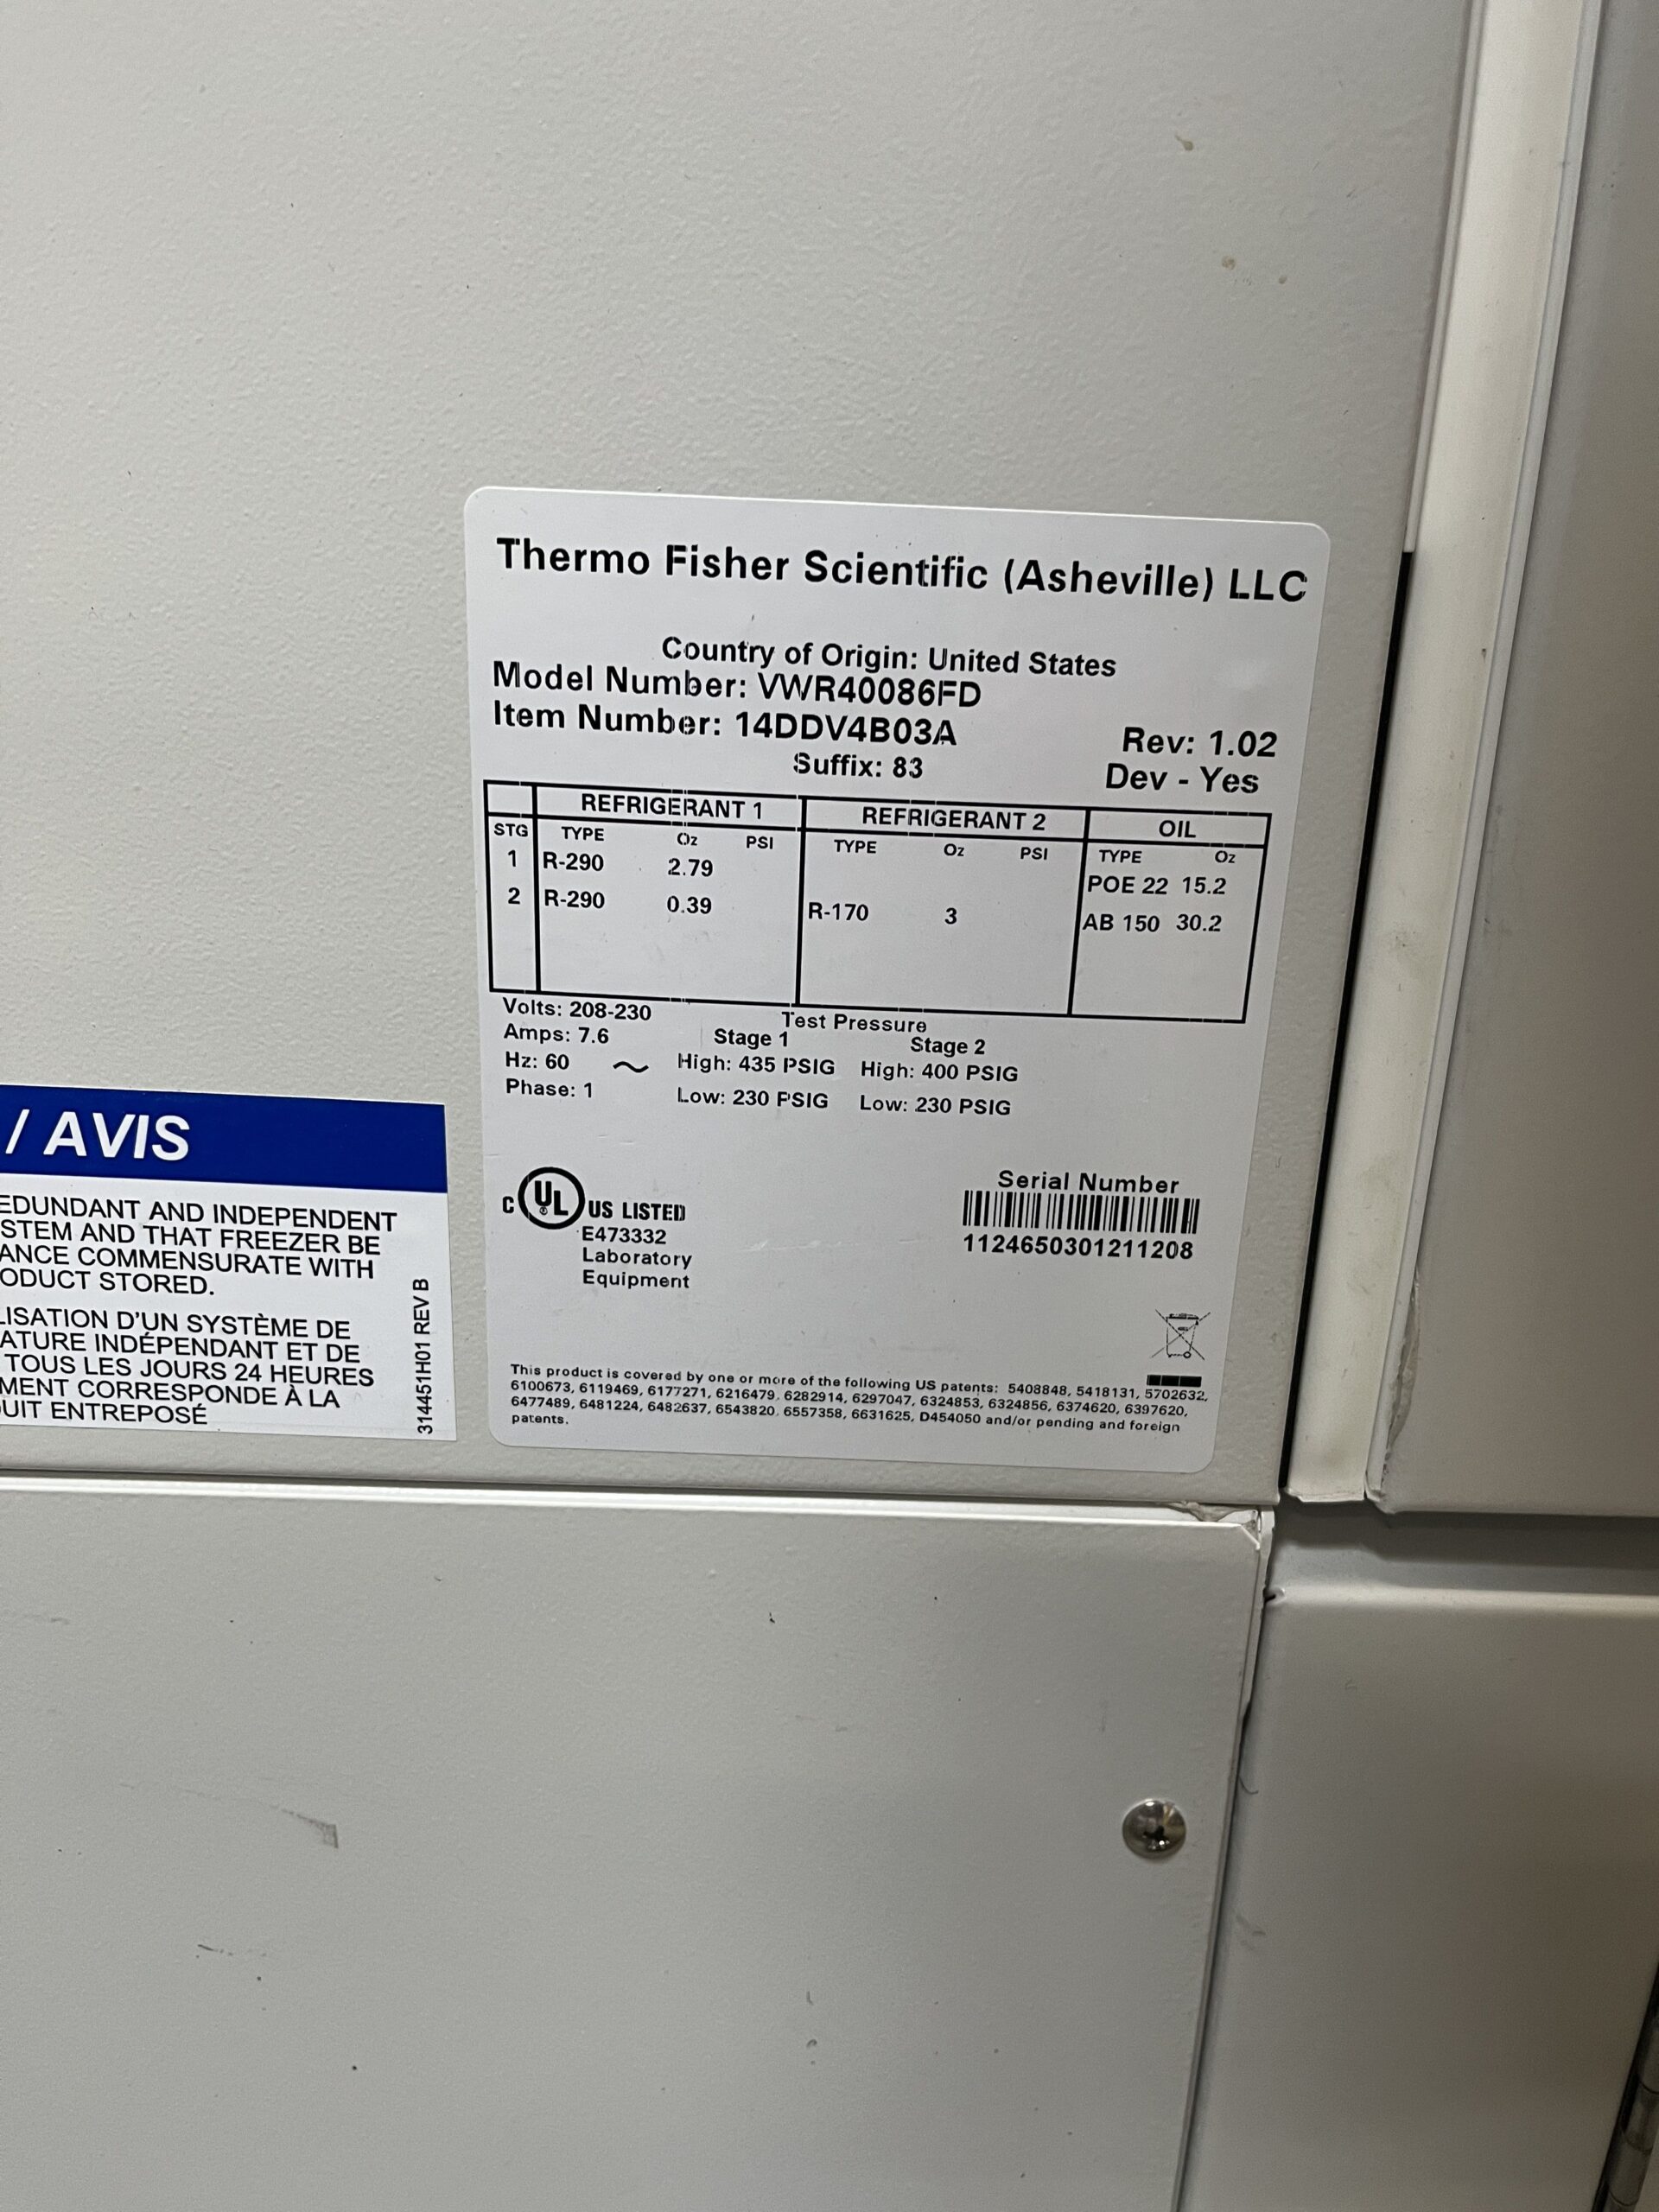 Thermo Fisher Scientific (Asheville) LLC
Country of Origin: United States
Model Number: VWR40086FD
Item Number: 14DDV4B03A
Rev: 1.02
Suffix: 83
Dev - Yes
REFRIGERANT 1 REFRIGERANT 2 OIL
STG TYPE Oz PSI TYPE Oz PSI TYPE Oz
1 R-290 2.79 POE 22 15.2
2 R-290 0.39 R-170 3 AB 150 30.2
Volts: 208-230 Test Pressure
Amps: 7.6 Stage 1 Stage 2
Hz: 60 ~ High: 435 PSIG High: 400 PSIG
Phase: 1 Low: 230 PSIG Low: 230 PSIG
C UL ® US LISTED
E473332
Laboratory
Equipment
Serial Number
1124650301211208
This product is covered by one or more of the following US patents: 5408848, 5418131, 5702632,
6100673, 6119469, 6177271, 6216479, 6282914, 6297047, 6324853, 6324856, 6374620, 6397620,
6477489, 6481224, 6482637, 6543820, 6557358, 6631625, D454050 and/or pending and foreign
patents.
/ AVIS
EDUNDANT AND INDEPENDENT
STEM AND THAT FREEZER BE
ANCE COMMENSURATE WITH
ODUCT STORED.
LISATION D'UN SYSTÈME DE
ATURE INDÉPENDANT ET DE
TOUS LES JOURS 24 HEURES
MENT CORRESPONDE À LA
UIT ENTREPOSÉ
314451H01 REV B